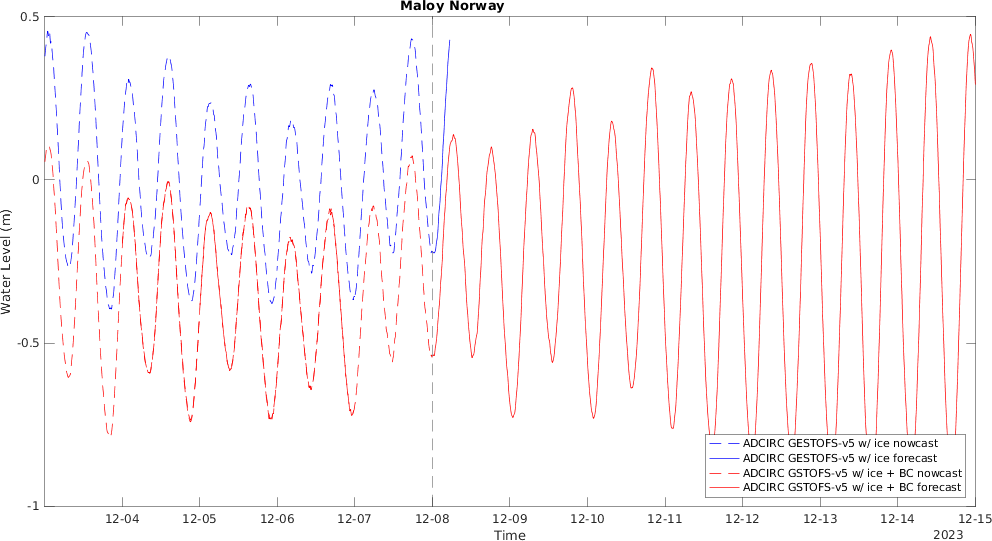 Maloy Norway
0.5
0
-0.5
-1
Water Level (m)
ADCIRC GESTOFS-v5 w/ ice nowcast
ADCIRC GESTOFS-v5 w/ ice forecast
ADCIRC GSTOFS-v5 w/ ice + BC nowcast
ADCIRC GSTOFS-v5 w/ ice + BC forecast
12-04 12-05 12-06 12-07 12-08 12-09 12-10 12-11 12-12 12-13 12-14 12-15
Time
2023